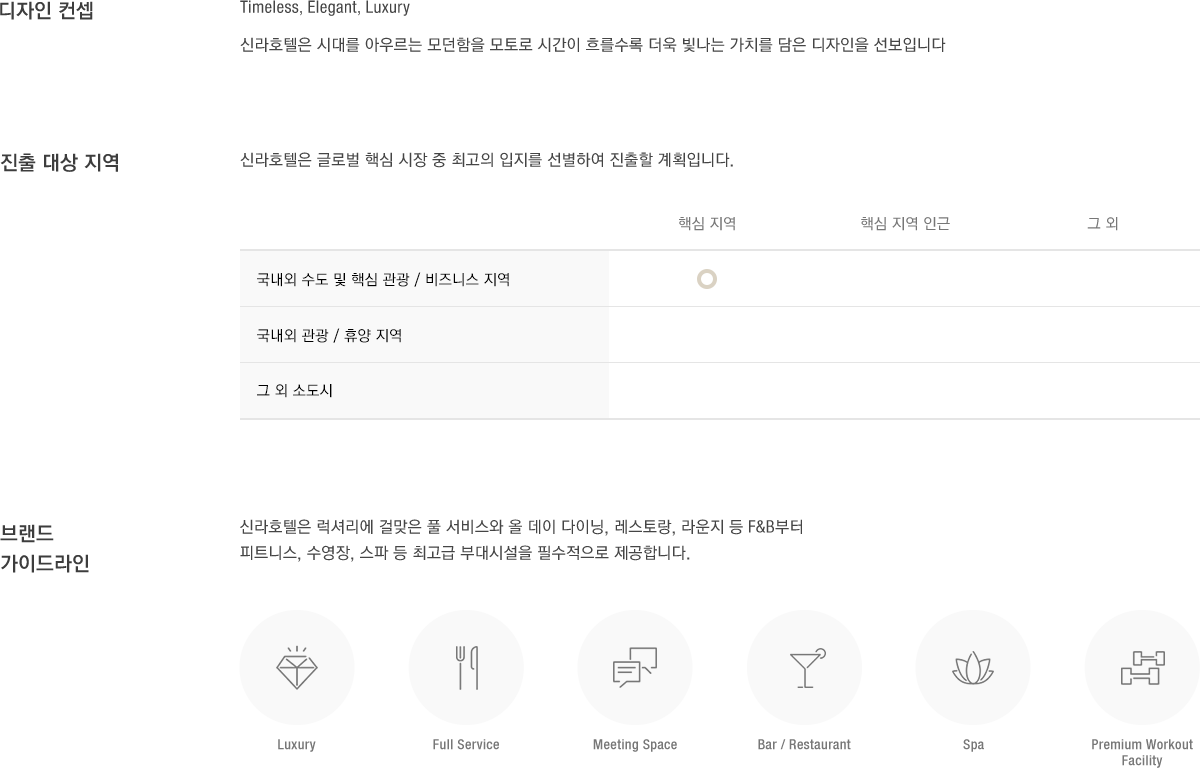 디자인 컨셉
Timeless, Elegant, Luxury
신라호텔은 시대를 아우르는 모던함을 모토로 시간이 흐를수록 더욱 빛나는 가치를 담은 디자인을 선보입니다
진출 대상 지역
신라호텔은 글로벌 핵심 시장 중 최고의 입지를 선별하여 진출할 계획입니다.
핵심 지역
핵심 지역 인근
그 외
국내외 수도 및 핵심 관광 / 비즈니스 지역
국내외 관광 / 휴양 지역
그 외 소도시
브랜드
가이드라인
신라호텔은 럭셔리에 걸맞은 풀 서비스와 올 데이 다이닝, 레스토랑, 라운지 등 F&B부터
피트니스, 수영장, 스파 등 최고급 부대시설을 필수적으로 제공합니다.
Luxury
Full Service
Meeting Space
Bar / Restaurant
Spa
Premium Workout
Facility